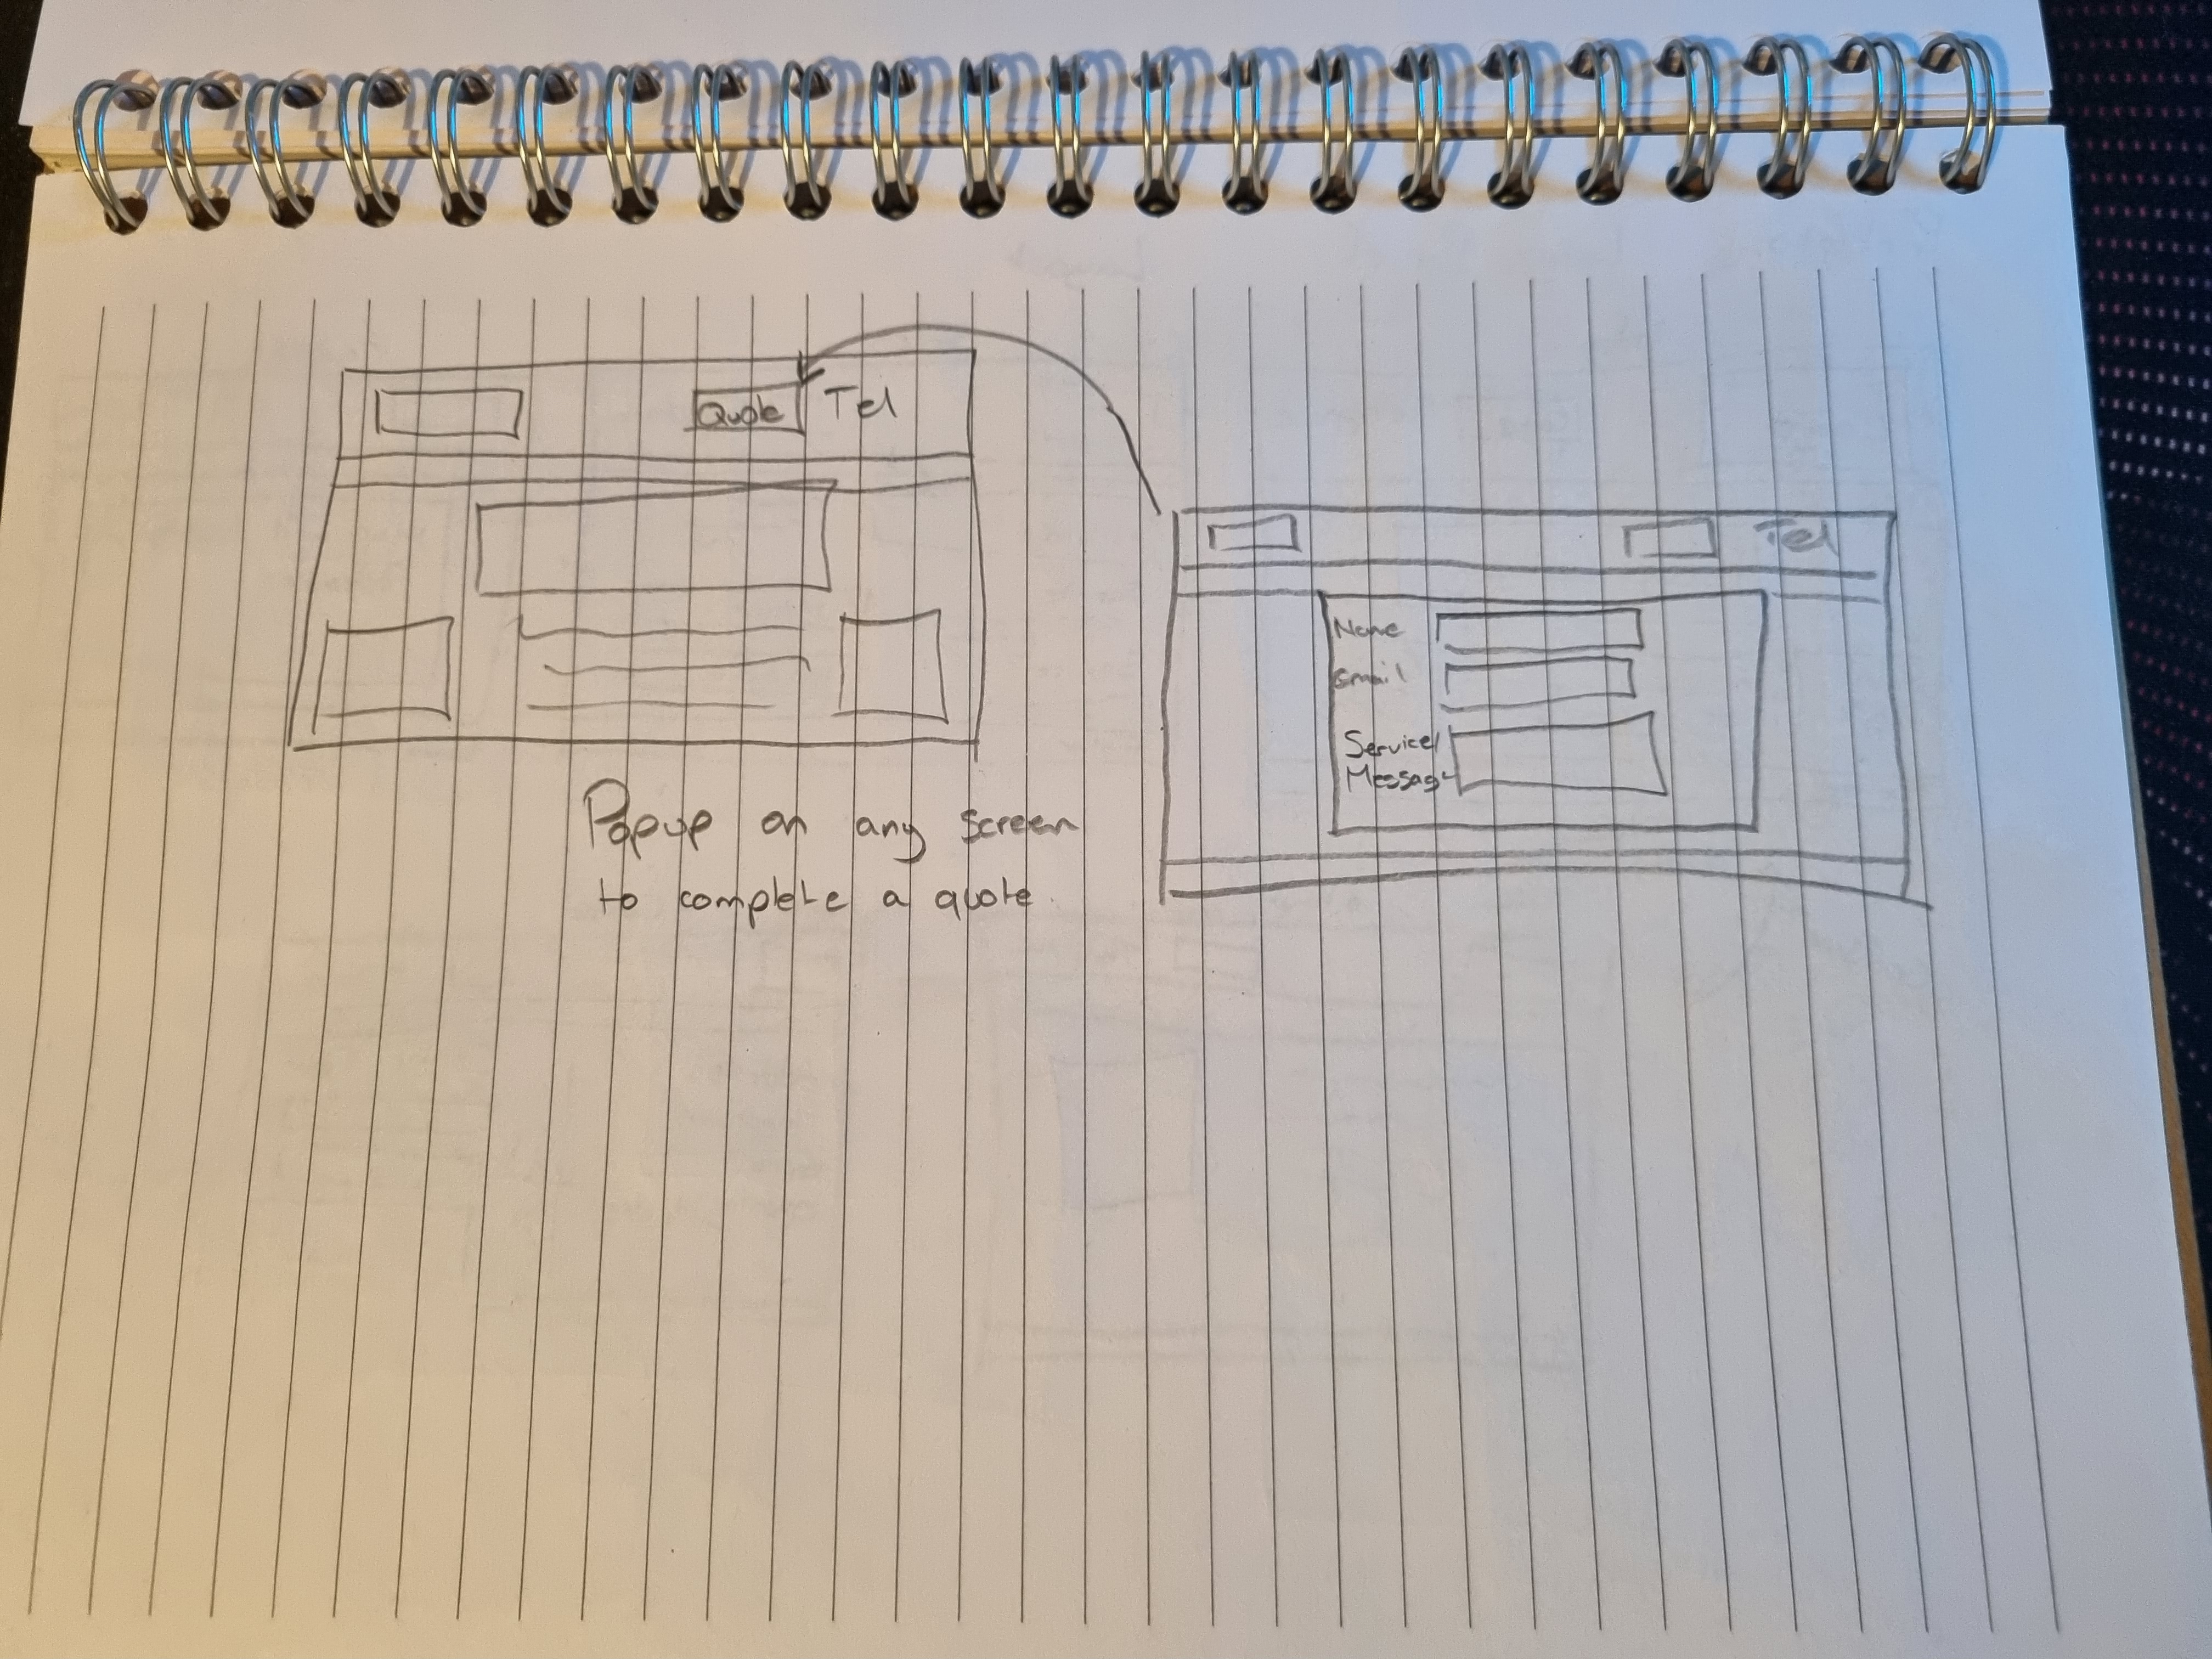 Quote Tel
Tel
Name
Email
Service/
Message
Popup on any screen
to complete a quote.